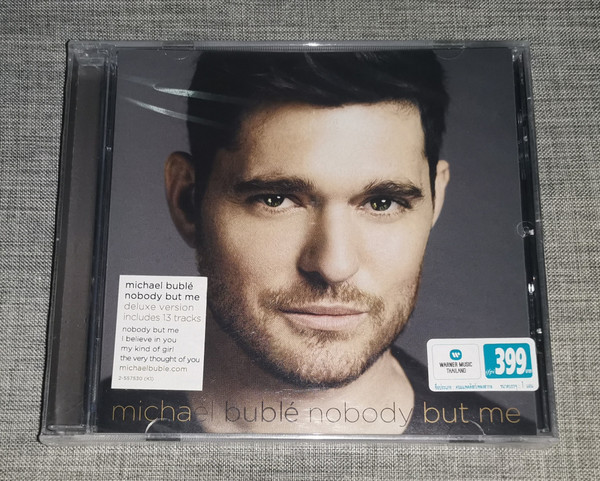 michael bublé
nobody but me
deluxe version
includes 13 tracks
nobody but me
i believe in you
my kind of girl
the very thought of you
michaelbuble.com
WARNER MUSIC
THAILAND
399
michael bublé nobody but me